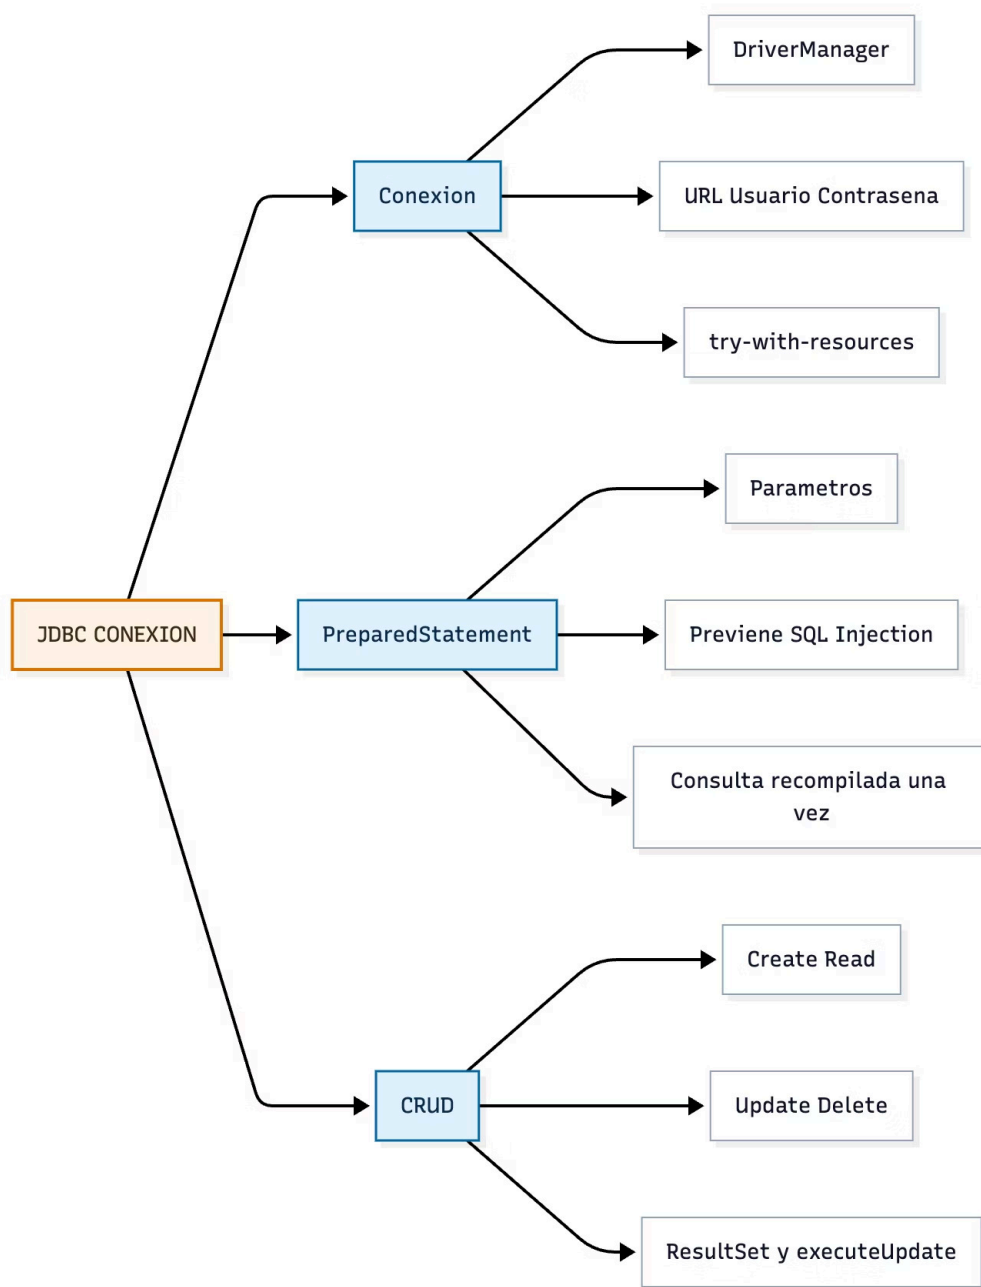 DriverManager
Conexion
URL Usuario Contrasena
try-with-resources
Parametros
JDBC CONEXION
PreparedStatement
Previene SQL Injection
Consulta recompilada una
vez
Create Read
CRUD
Update Delete
ResultSet y executeUpdate